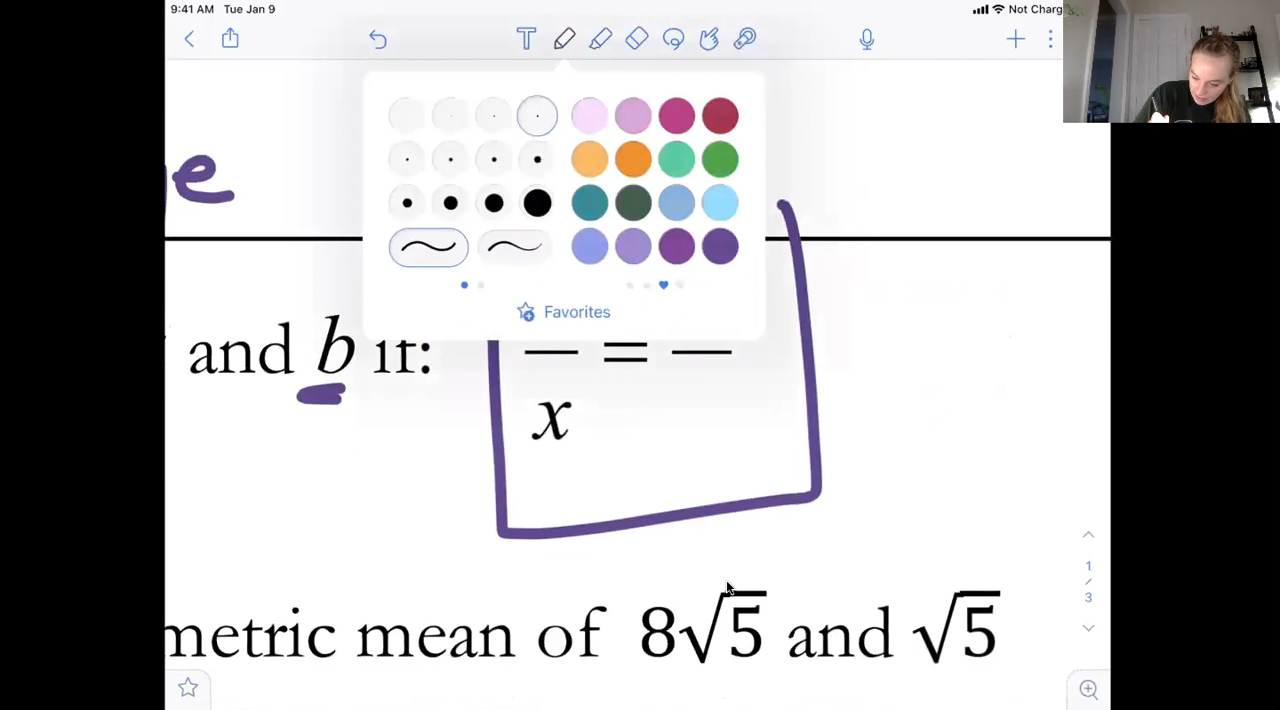 9:41 AM Tue Jan 9
Not Charg
e
and b if:
— = —
x
Favorites
1
/
3
metric mean of 8√5 and √5